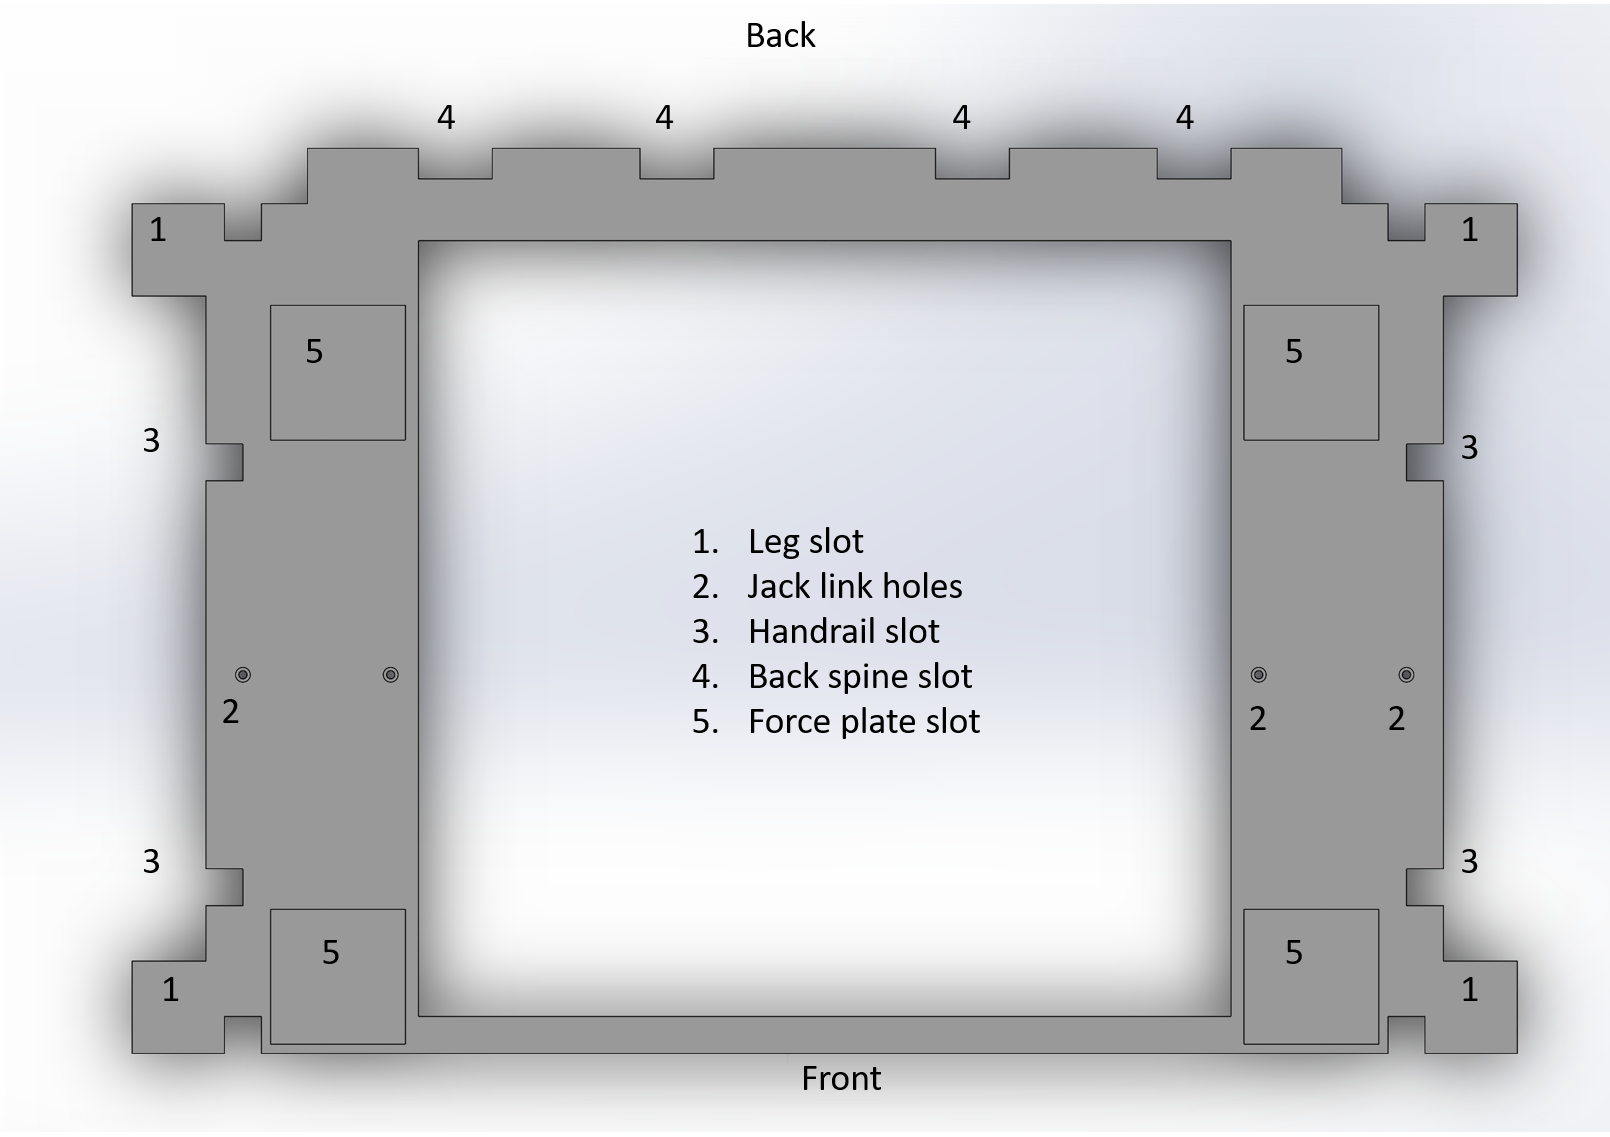 Back
4 4 4 4
1 1
5 5
3 3
1. Leg slot
2. Jack link holes
3. Handrail slot
4. Back spine slot
5. Force plate slot
2 2 2
3 3
5 5
1 1
Front